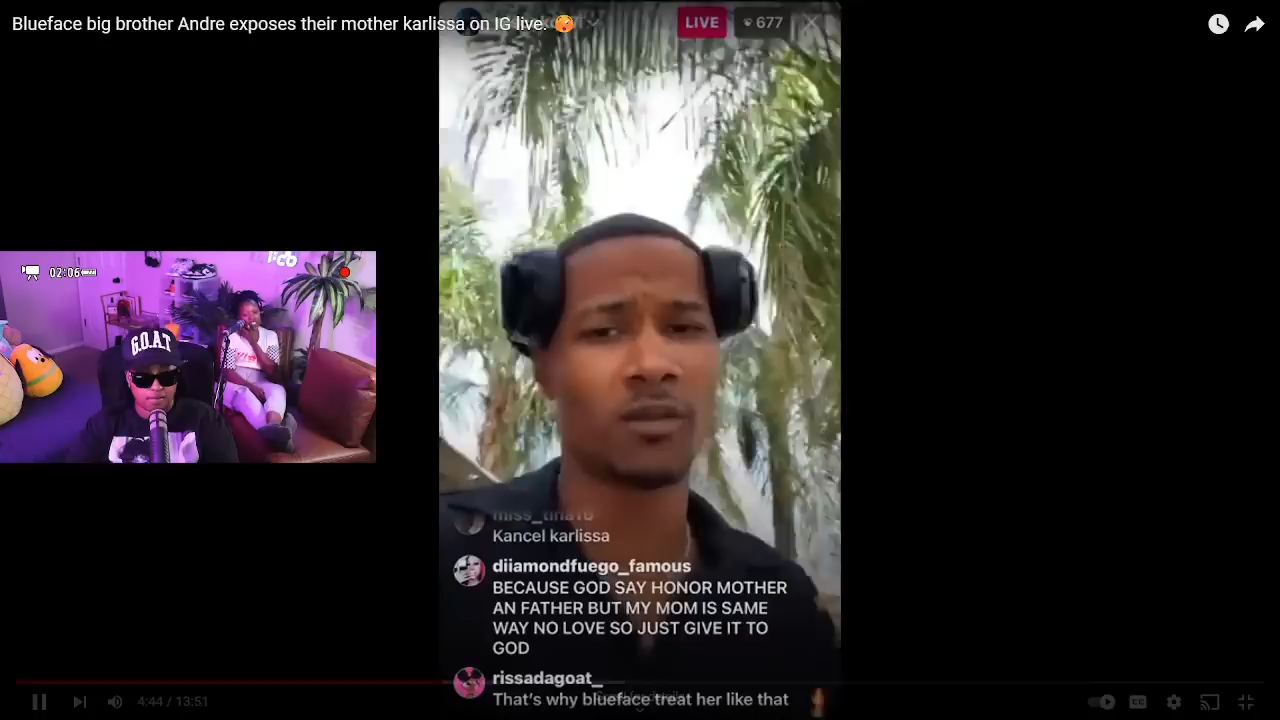 Blueface big brother Andre exposes their mother karlissa on IG live. 🥵
LIVE
677
02:06
G.O.A.T
Kancel karlissa
diiamondfuego_famous
BECAUSE GOD SAY HONOR MOTHER
AN FATHER BUT MY MOM IS SAME
WAY NO LOVE SO JUST GIVE IT TO
GOD
rissadagoat_
That's why blueface treat her like that
4:44 / 13:51
CC